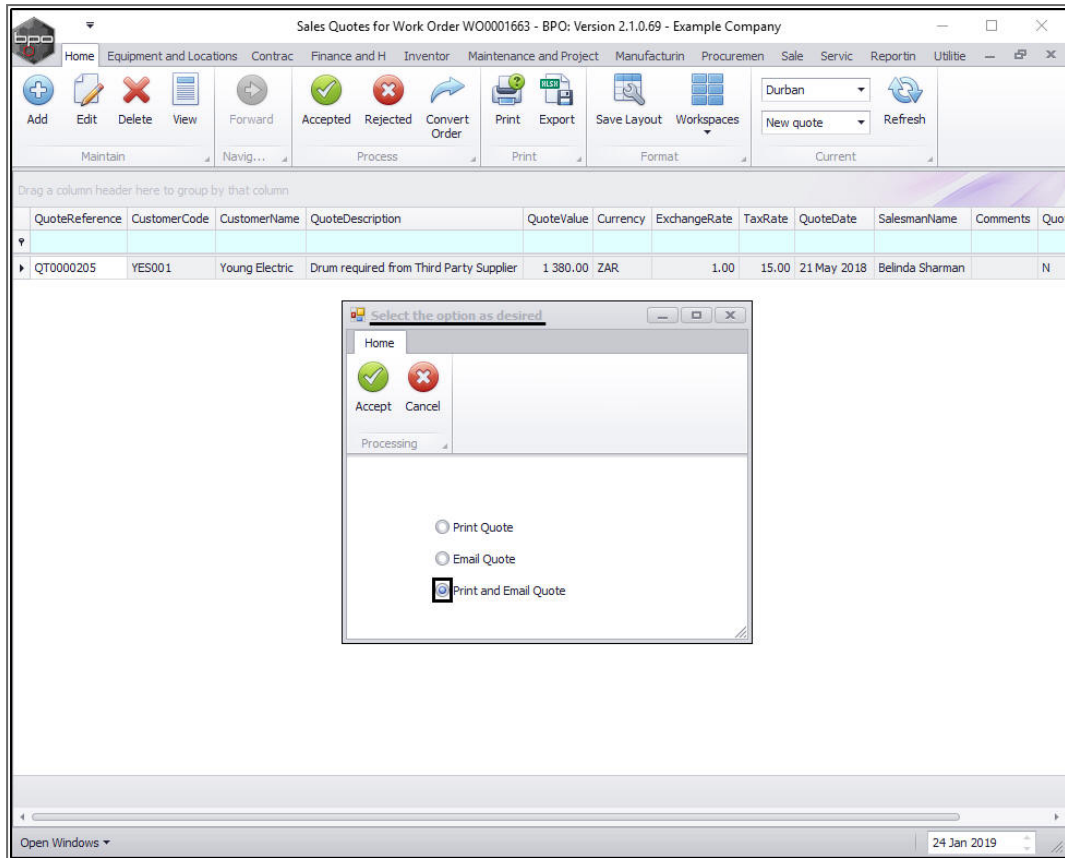 Sales Quotes for Work Order WO0001663 - BPO: Version 2.1.0.69 - Example Company
bpo
Home Equipment and Locations Contrac Finance and H Inventor Maintenance and Project Manufacturin Procuremen Sale Servic Reportin Utilitie
Add Edit Delete View Forward Accepted Rejected Convert Order Print Export Save Layout Workspaces Durban New quote Refresh
XLSX
Maintain Navig... Process Print Format Current
Drag a column header here to group by that column
QuoteReference CustomerCode CustomerName QuoteDescription QuoteValue Currency ExchangeRate TaxRate QuoteDate SalesmanName Comments Quo
QT0000205 YES001 Young Electric Drum required from Third Party Supplier 1 380.00 ZAR 1.00 15.00 21 May 2018 Belinda Sharman N
Select the option as desired
Home
Accept Cancel
Processing
Print Quote
Email Quote
Print and Email Quote
Open Windows 24 Jan 2019